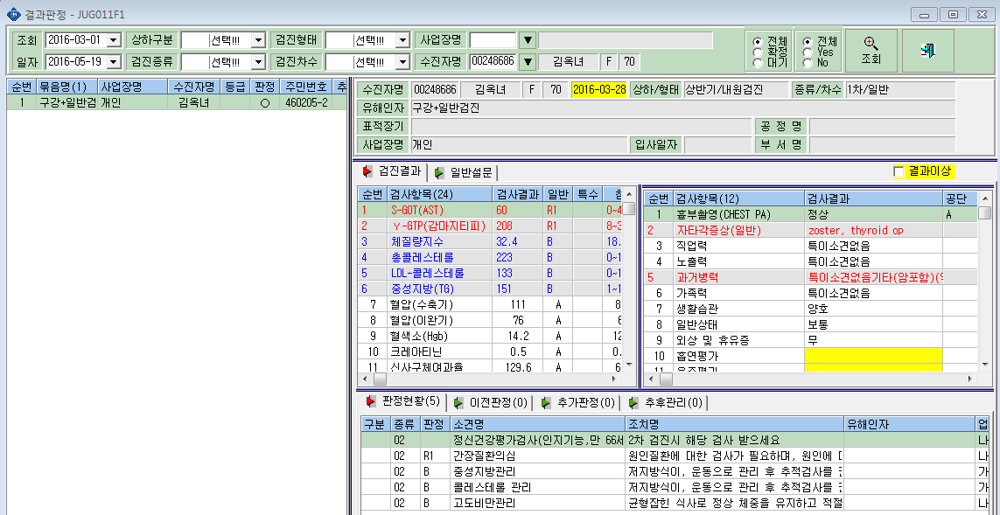 결과판정 - JUG011F1
조회 2016-03-01 상하구분 선택!!! 검진형태 선택!!! 사업장명 전체 확정 대기 전체 Yes No 조회
일자 2016-05-19 검진종류 선택!!! 검진차수 선택!!! 수진자명 00248686 김옥녀 F 70
순번 묶음명(1) 사업장명 수진자명 등급 판정 주민번호 추
1 구강+일반검 개인 김옥녀 ○ 460205-2
수진자명 00248686 김옥녀 F 70 2016-03-28 상하/형태 상반기/내원검진 종류/차수 1차/일반
유해인자 구강+일반검진
표적장기 공 정 명
사업장명 개인 입사일자 부 서 명
검진결과 일반설문 결과이상
순번 검사항목(24) 검사결과 일반 특수 참
1 S-GOT(AST) 60 R1 0~4
2 γ-GTP(감마지티피) 208 R1 8~3
3 체질량지수 32.4 B 18.
4 총콜레스테롤 223 B 0~1
5 LDL-콜레스테롤 133 B 0~1
6 중성지방(TG) 151 B 1~1
7 혈압(수축기) 111 A 8
8 혈압(이완기) 76 A 6
9 혈색소(Hgb) 14.2 A 12
10 크레아티닌 0.5 A 0.
11 신사구체여과율 129.6 A 6
순번 검사항목(12) 검사결과 공단
1 흉부촬영(CHEST PA) 정상 A
2 자타각증상(일반) zoster, thyroid op
3 직업력 특이소견없음
4 노출력 특이소견없음
5 과거병력 특이소견없음기타(암포함)(
6 가족력 특이소견없음
7 생활습관 양호
8 일반상태 보통
9 외상 및 휴유증 무
10 흡연평가
11 음주평가
판정현황(5) 이전판정(0) 추가판정(0) 추후관리(0)
구분 종류 판정 소견명 조치명 유해인자 업
02 정신건강평가검사(인지기능,만 66세 2차 검진시 해당 검사 받으세요 나
02 R1 간장질환의심 원인질환에 대한 검사가 필요하며, 원인에 나
02 B 중성지방관리 저지방식이, 운동으로 관리 후 추적검사를 가
02 B 콜레스테롤 관리 저지방식이, 운동으로 관리 후 추적검사를 가
02 B 고도비만관리 균형잡힌 식사로 정상 체중을 유지하고 적절 나